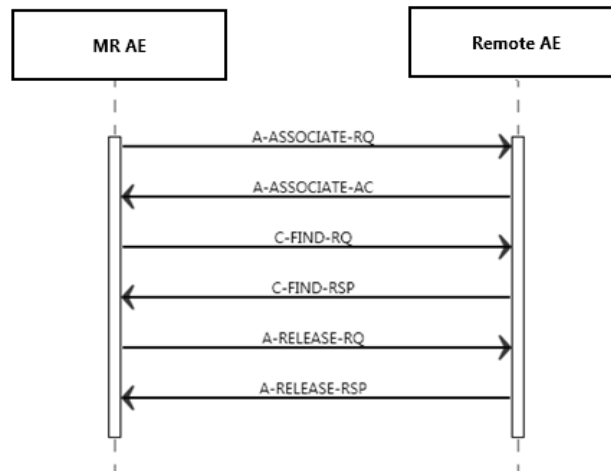 MR AE
Remote AE
A-ASSOCIATE-RQ
A-ASSOCIATE-AC
C-FIND-RQ
C-FIND-RSP
A-RELEASE-RQ
A-RELEASE-RSP